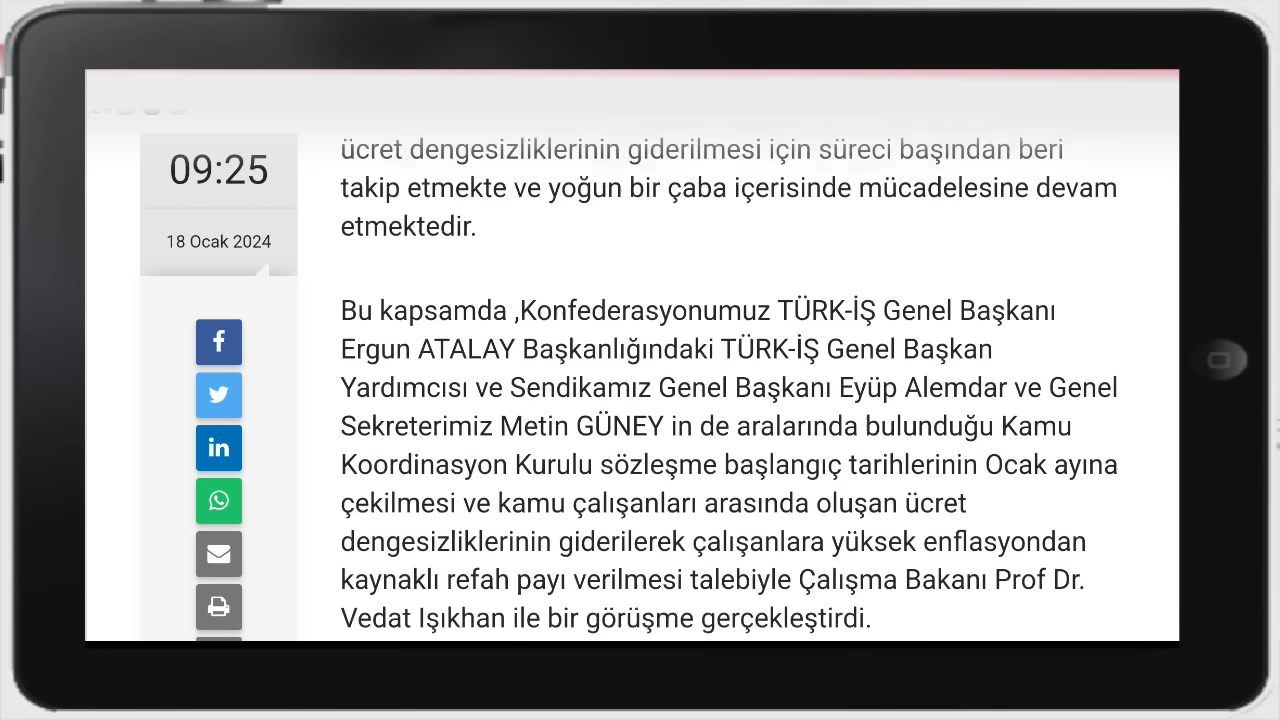 09:25
18 Ocak 2024
ücret dengesizliklerinin giderilmesi için süreci başından beri
takip etmekte ve yoğun bir çaba içerisinde mücadelesine devam
etmektedir.
Bu kapsamda ,Konfederasyonumuz TÜRK-İŞ Genel Başkanı
Ergun ATALAY Başkanlığındaki TÜRK-İŞ Genel Başkan
Yardımcısı ve Sendikamız Genel Başkanı Eyüp Alemdar ve Genel
Sekreterimiz Metin GÜNEY in de aralarında bulunduğu Kamu
Koordinasyon Kurulu sözleşme başlangıç tarihlerinin Ocak ayına
çekilmesi ve kamu çalışanları arasında oluşan ücret
dengesizliklerinin giderilerek çalışanlara yüksek enflasyondan
kaynaklı refah payı verilmesi talebiyle Çalışma Bakanı Prof Dr.
Vedat Işıkhan ile bir görüşme gerçekleştirdi.